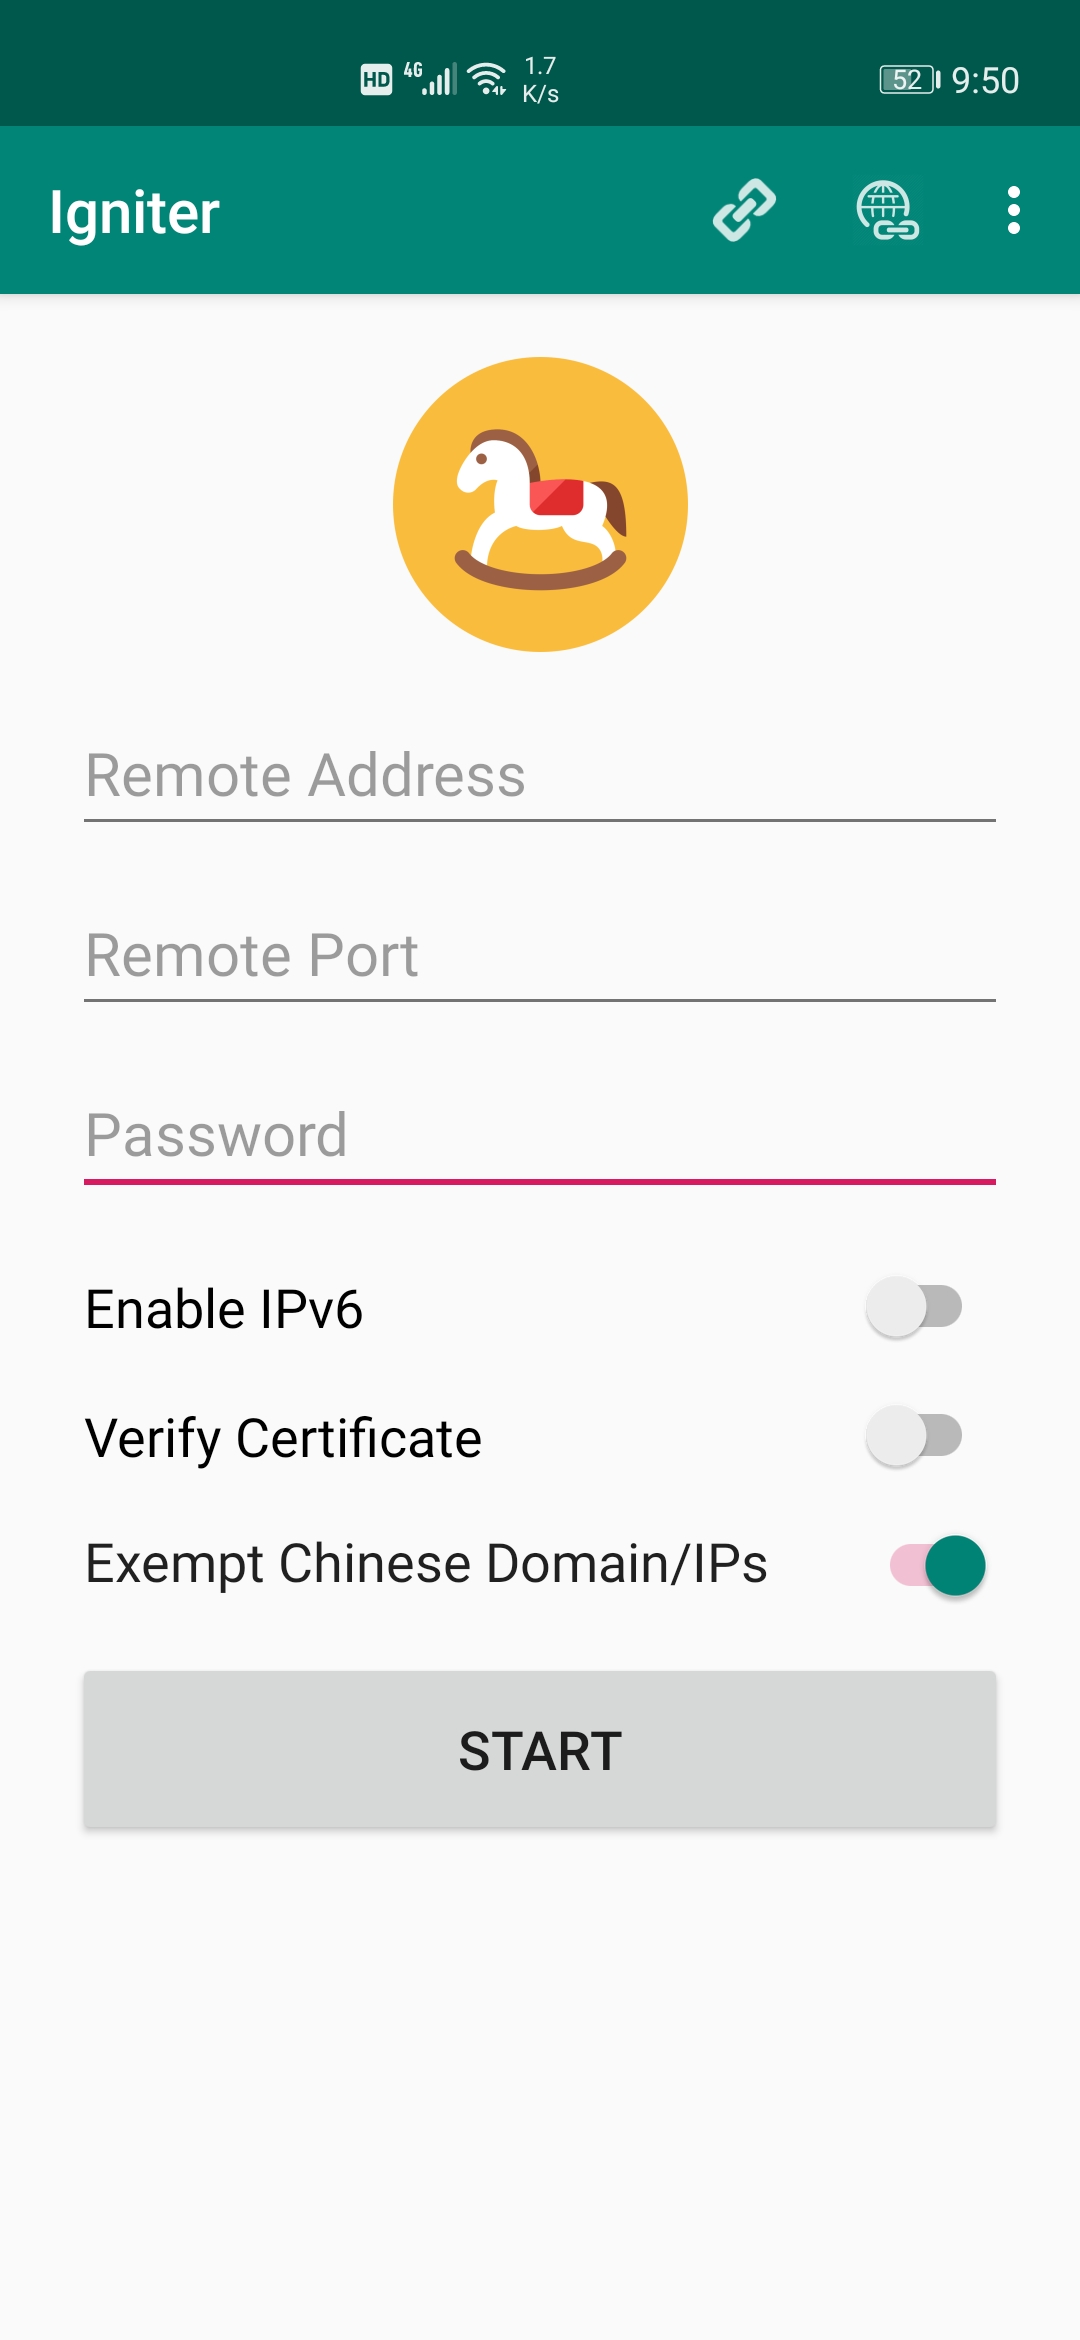 HD 4G 1.7 K/s 52 9:50
Igniter
Remote Address
Remote Port
Password
Enable IPv6
Verify Certificate
Exempt Chinese Domain/IPs
START